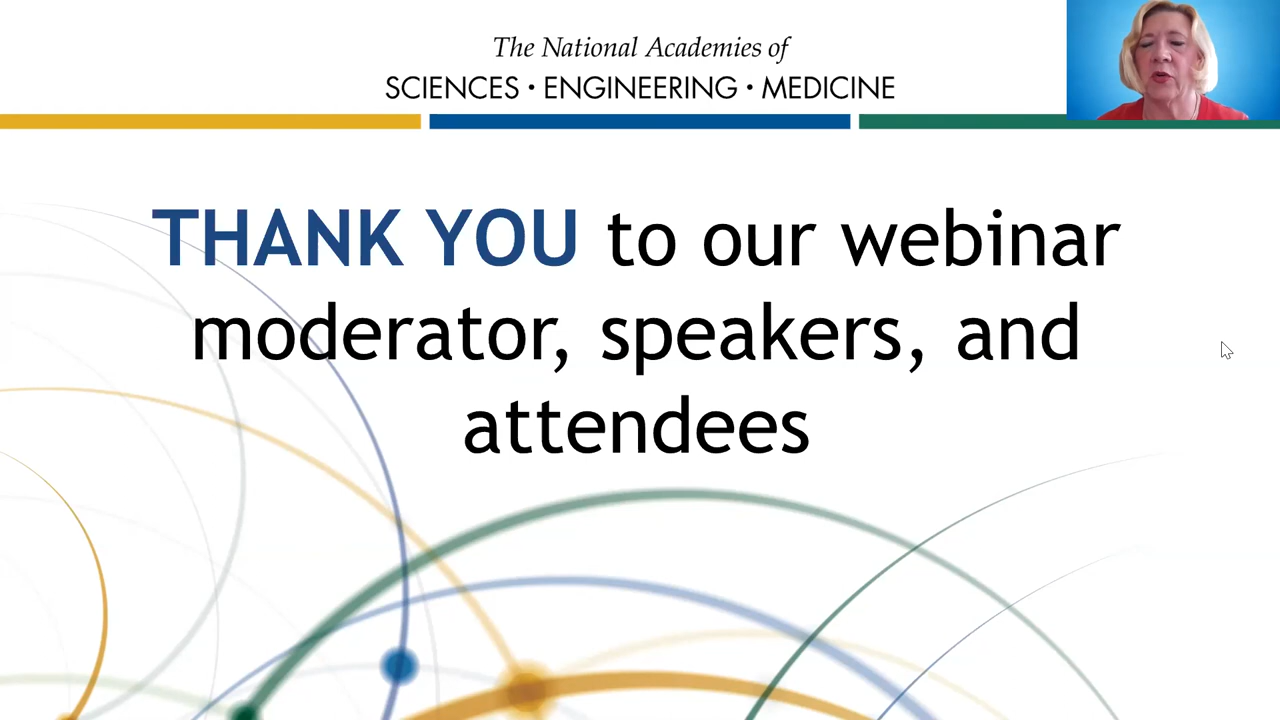 The National Academies of
SCIENCES • ENGINEERING • MEDICINE
THANK YOU to our webinar
moderator, speakers, and
attendees